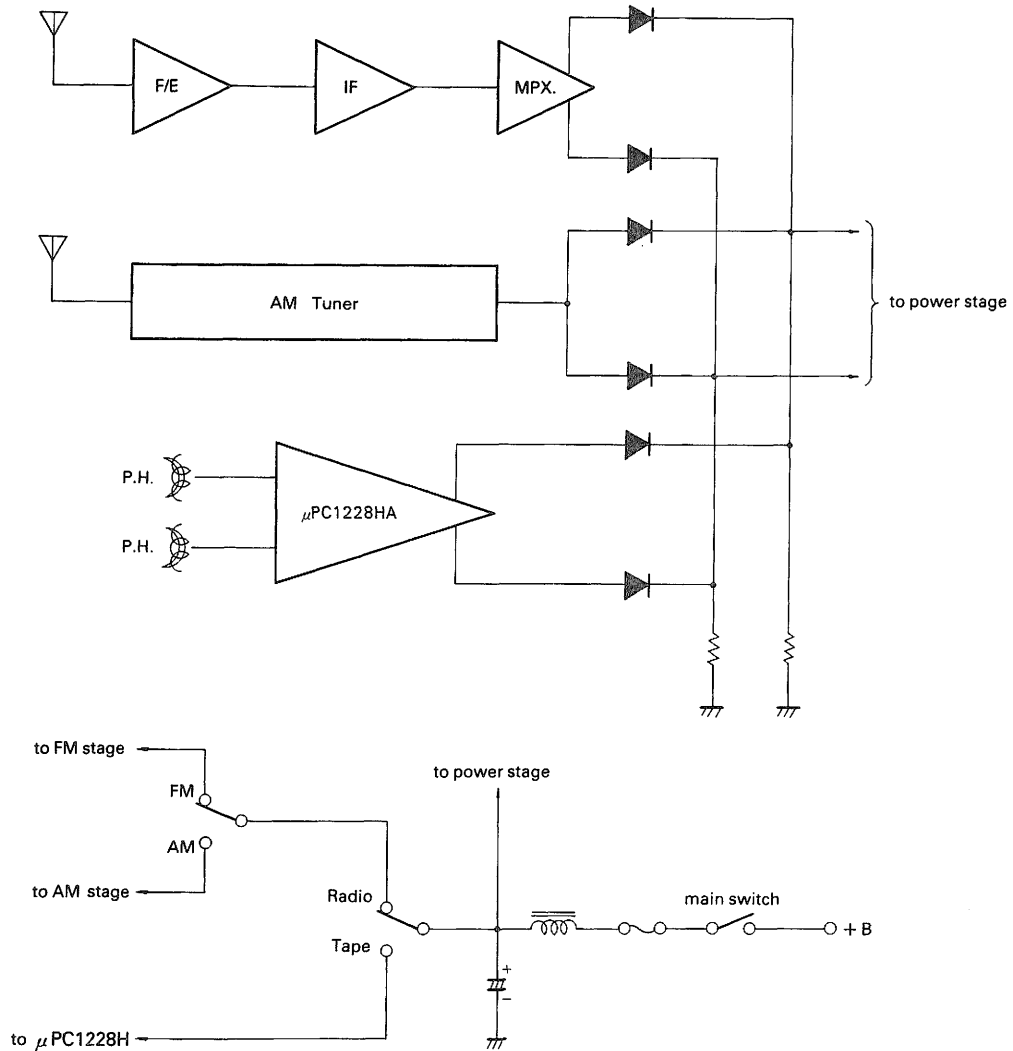 F/E
IF
MPX.
AM Tuner
to power stage
P.H.
μPC1228HA
P.H.
to FM stage
to power stage
FM
AM
to AM stage
Radio
main switch
+ B
Tape
+
−
to μPC1228H